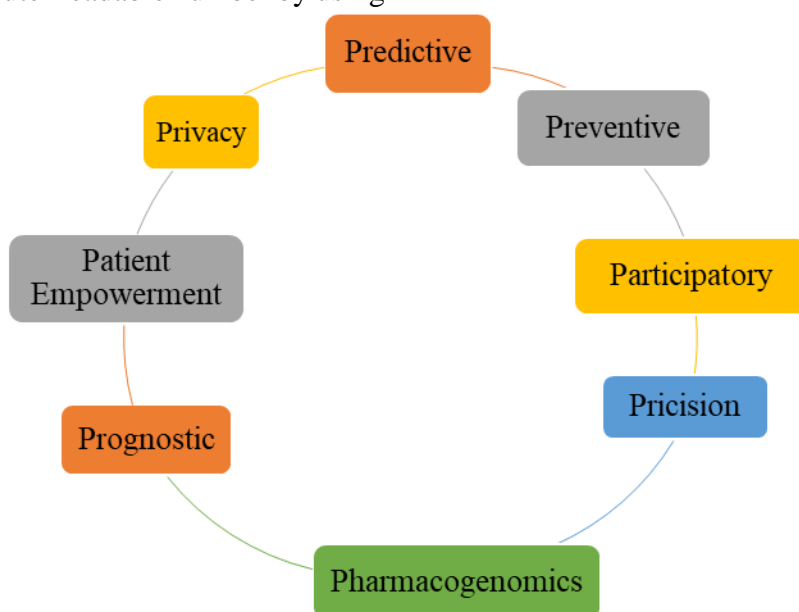 Predictive
Preventive
Participatory
Pricision
Pharmacogenomics
Prognostic
Patient
Empowerment
Privacy